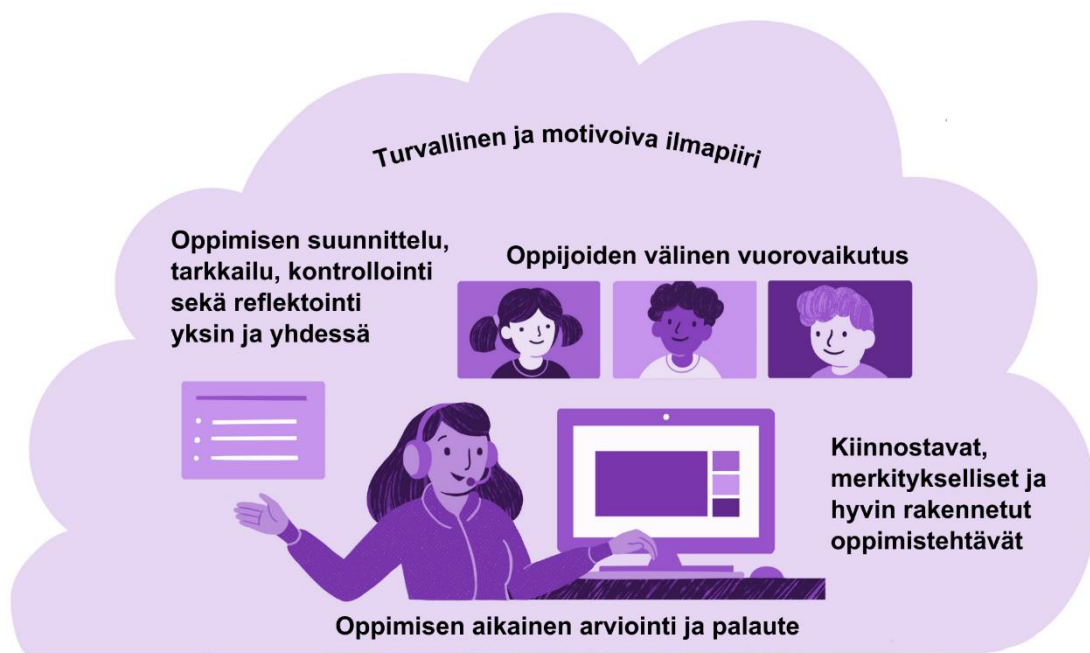 Turvallinen ja motivoiva ilmapiiri
Oppimisen suunnittelu,
tarkkailu, kontrollointi
sekä reflektointi
yksin ja yhdessä
Oppijoiden välinen vuorovaikutus
Kiinnostavat,
merkitykselliset ja
hyvin rakennetut
oppimistehtävät
Oppimisen aikainen arviointi ja palaute